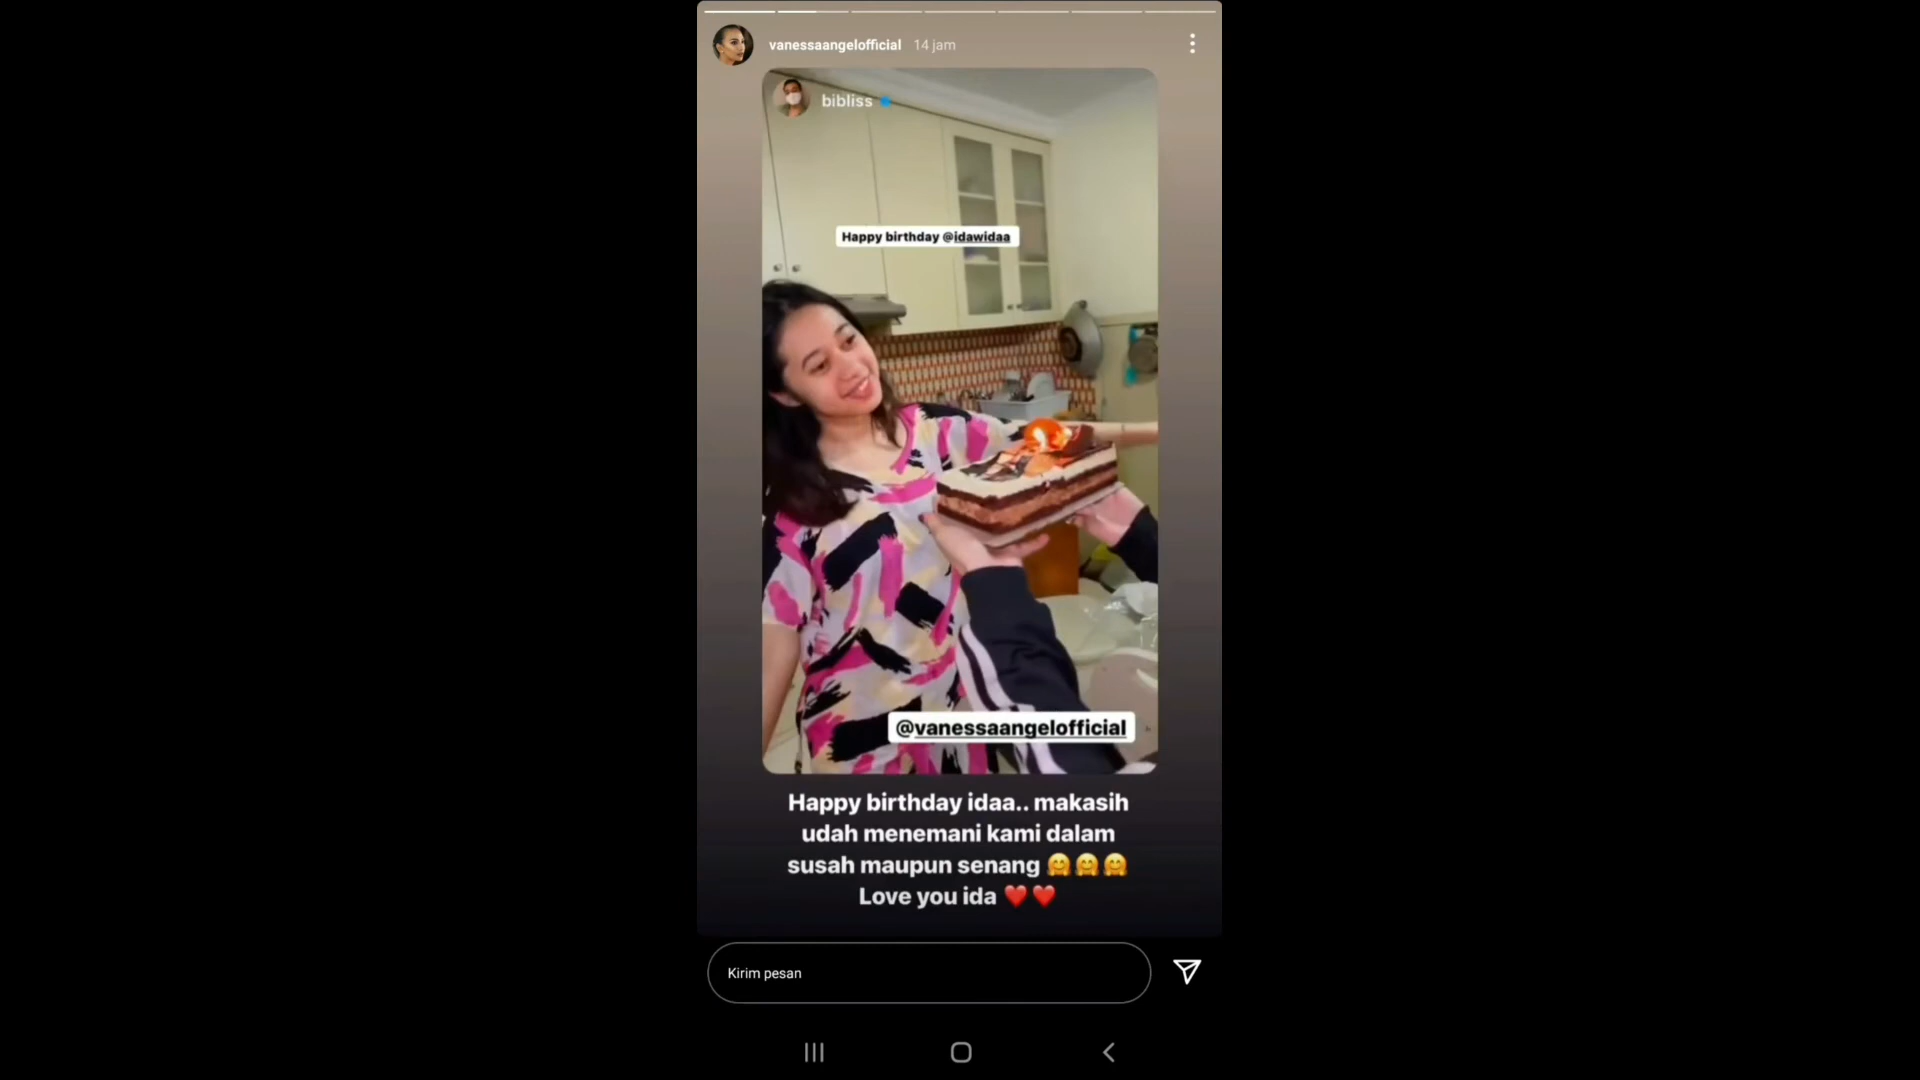 vanessaangelofficial 14 jam
bibliss
Happy birthday @idawidaa
@vanessaangelofficial
Happy birthday idaa.. makasih
udah menemani kami dalam
susah maupun senang 🤗🤗🤗
Love you ida ❤️❤️
Kirim pesan